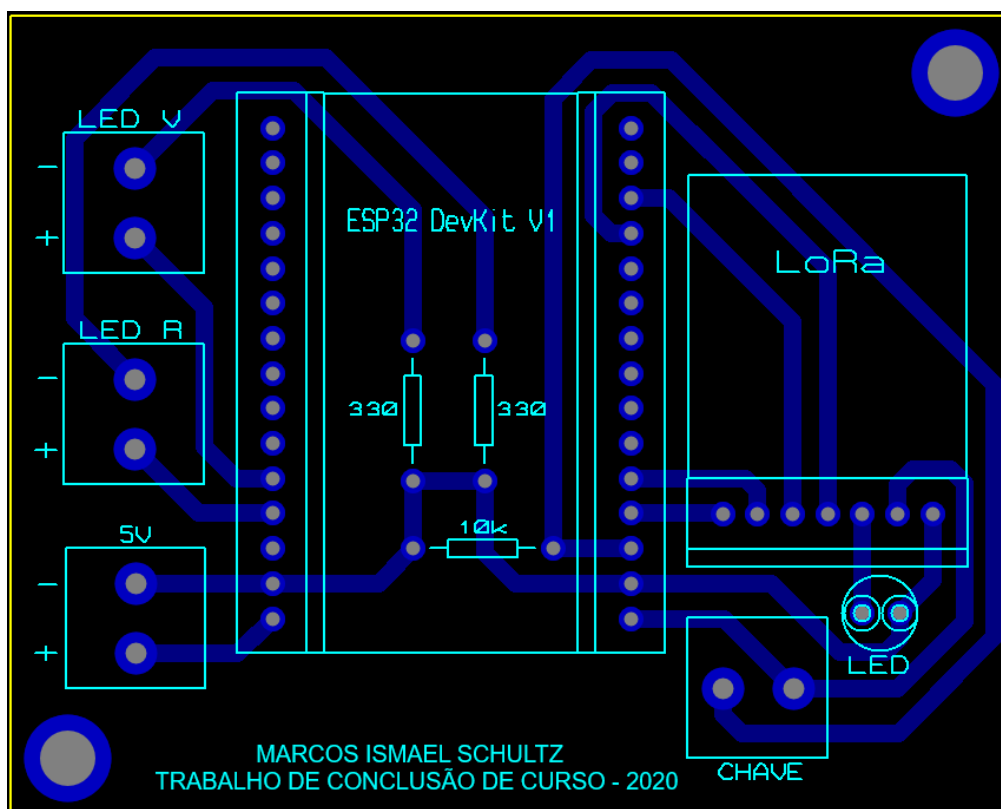 LED V
-
+
ESP32 DevKit V1
LoRa
LED R
-
+
330
330
10k
5V
-
+
LED
CHAVE
MARCOS ISMAEL SCHULTZ
TRABALHO DE CONCLUSÃO DE CURSO - 2020